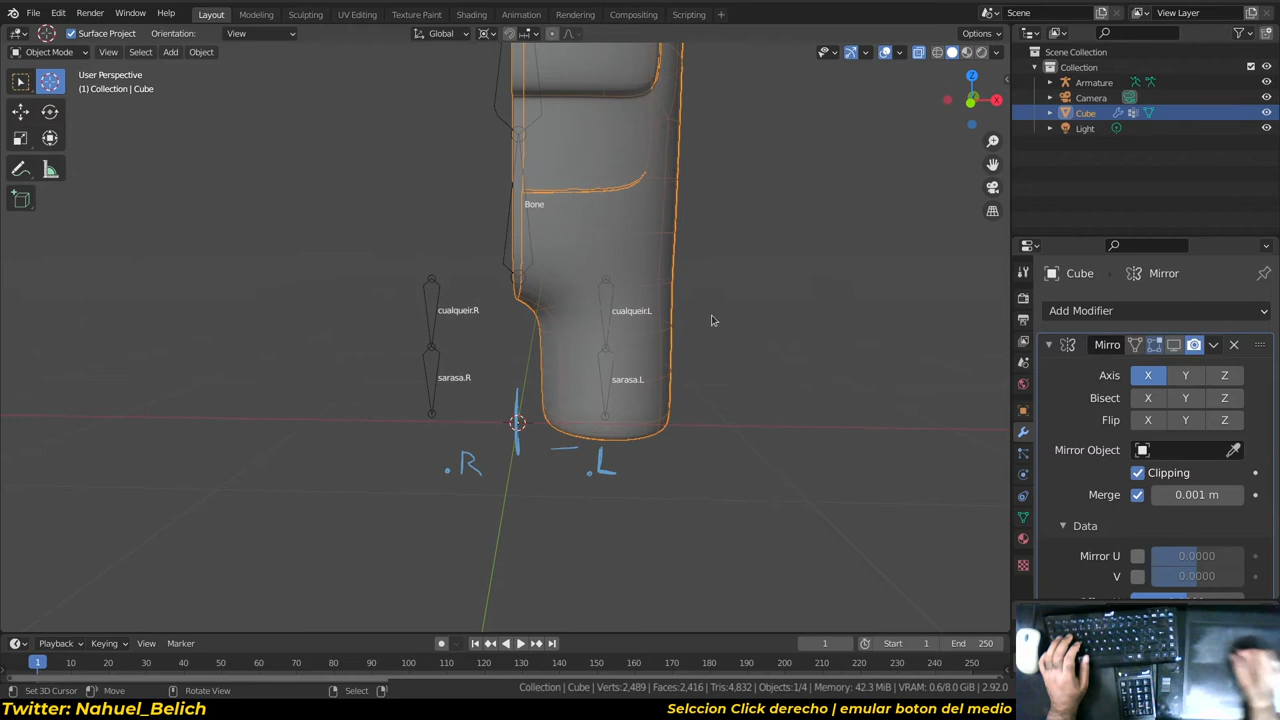 File Edit Render Window Help Layout Modeling Sculpting UV Editing Texture Paint Shading Animation Rendering Compositing Scripting + Scene View Layer
Surface Project Orientation: View Global Options
Object Mode View Select Add Object
User Perspective
(1) Collection | Cube
Z
X
Scene Collection
Collection
Armature
Camera
Cube
Light
Bone
cualqueir.R
cualqueir.L
sarasa.R
sarasa.L
.R
.L
Cube Mirror
Add Modifier
Mirro
Axis X Y Z
Bisect X Y Z
Flip X Y Z
Mirror Object
Clipping
Merge 0.001 m
Data
Mirror U 0.0000
V 0.0000
Playback Keying View Marker 1 Start 1 End 250
1 10 20 30 40 50 60 70 80 90 100 110 120 130 140 150 160 170 180 190 200 210 220 230 240 250
Set 3D Cursor Move Rotate View Select Collection | Cube | Verts:2,489 | Faces:2,416 | Tris:4,832 | Objects:1/4 | Memory: 42.3 MiB | VRAM: 0.6/8.0 GiB | 2.92.0
Twitter: Nahuel_Belich
Selccion Click derecho | emular boton del medio